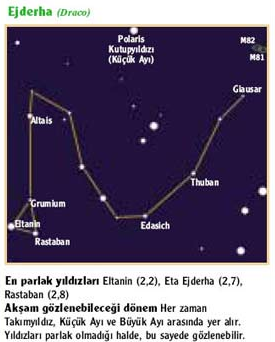 Ejderha (Draco)
Polaris
Kutupyıldızı
(Küçük Ayı)
M82
M81
Giausar
Altais
Thuban
Grumium
Eltanin
Edasich
Rastaban
En parlak yıldızları Eltanin (2,2), Eta Ejderha (2,7),
Rastaban (2,8)
Akşam gözlenebileceği dönem Her zaman
Takımyıldız, Küçük Ayı ve Büyük Ayı arasında yer alır.
Yıldızları parlak olmadığı halde, bu sayede gözlenebilir.